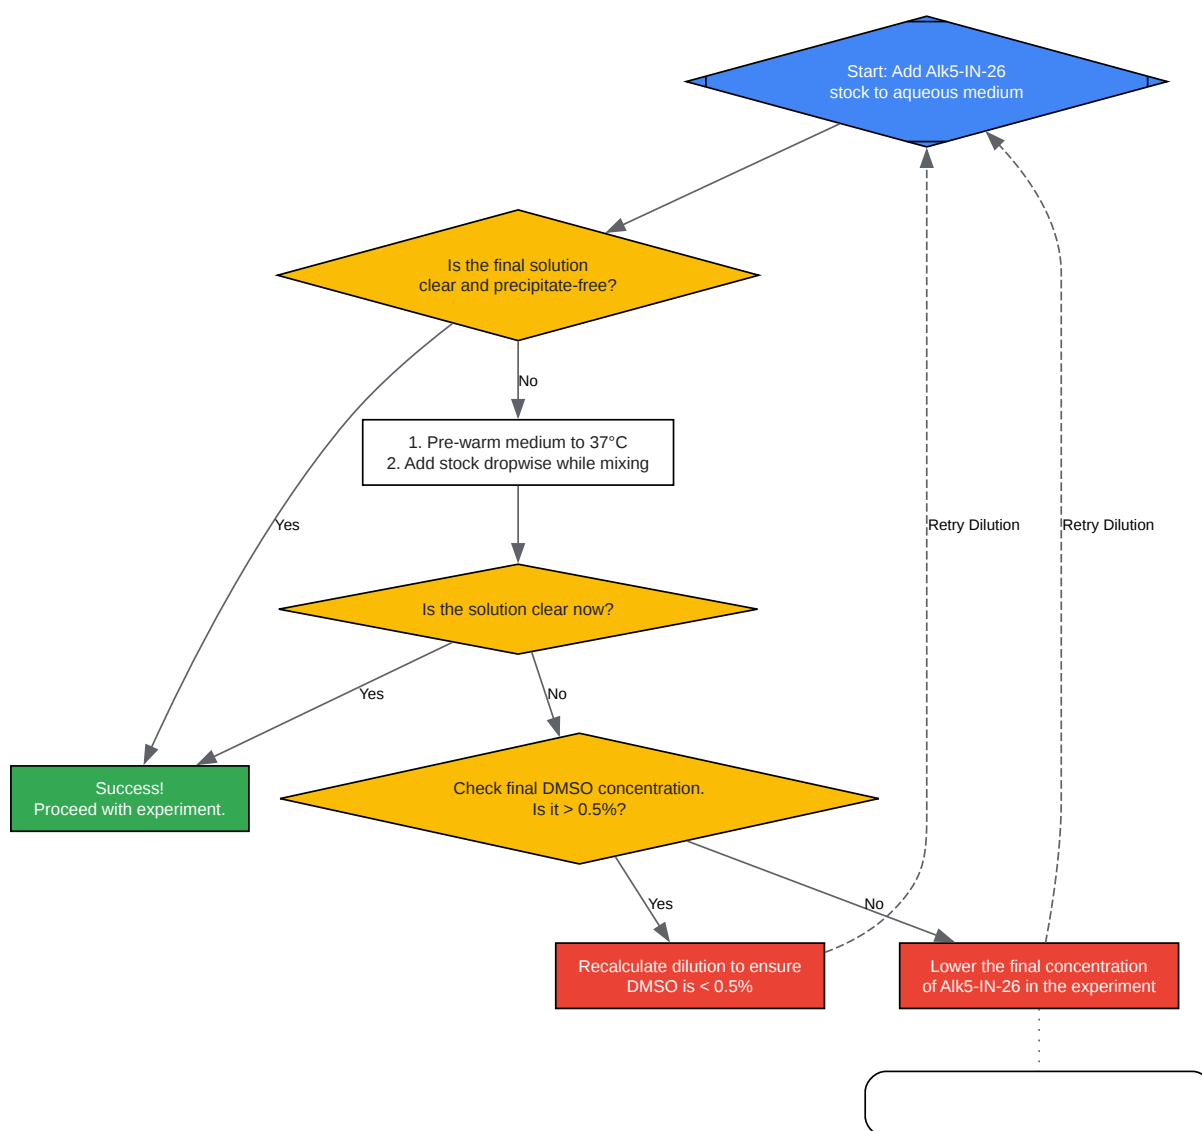 Start: Add Alk5-IN-26
stock to aqueous medium
Is the final solution
clear and precipitate-free?
No
1. Pre-warm medium to 37°C
2. Add stock dropwise while mixing
Yes
Retry Dilution
Retry Dilution
Is the solution clear now?
Yes
No
Success!
Proceed with experiment.
Check final DMSO concentration.
Is it > 0.5%?
Yes
No
Recalculate dilution to ensure
DMSO is < 0.5%
Lower the final concentration
of Alk5-IN-26 in the experiment